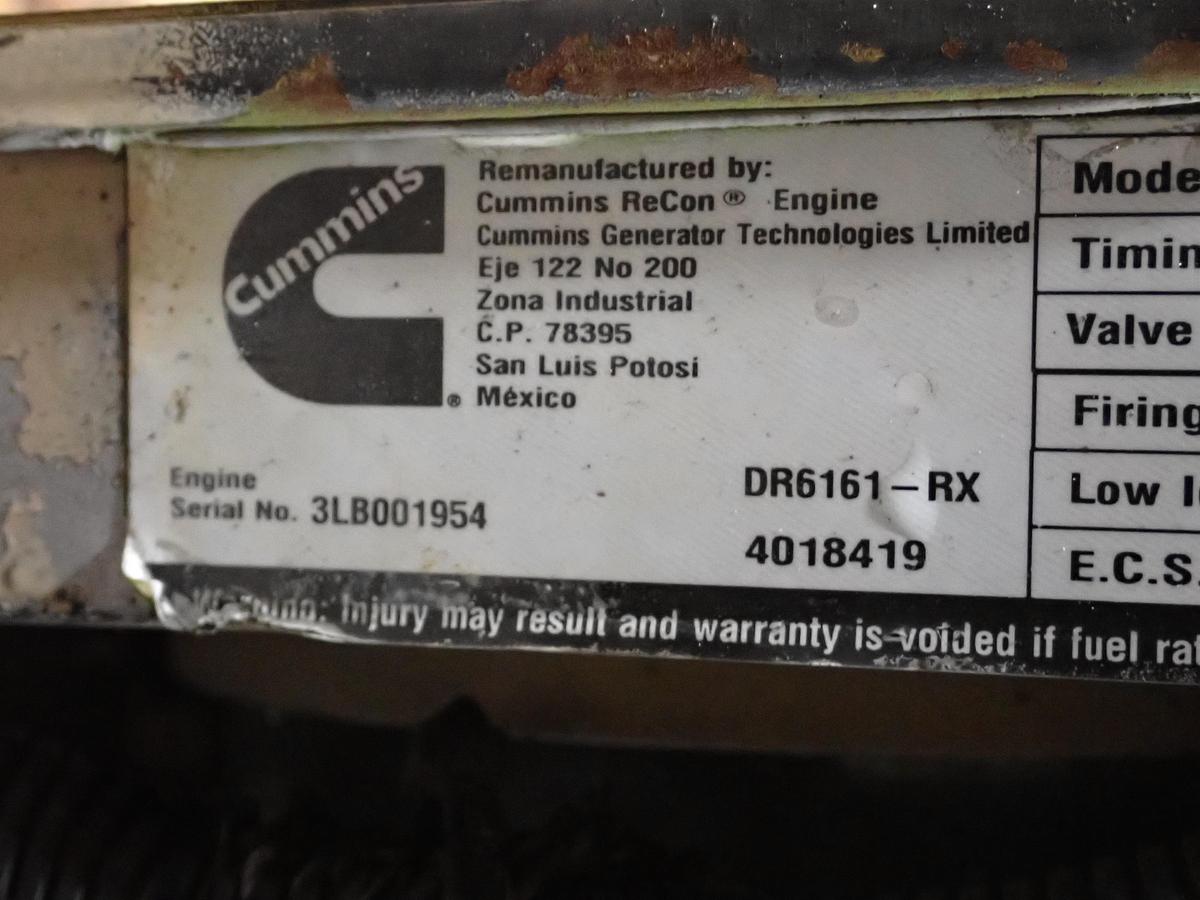 Cummins
Remanufactured by:
Cummins ReCon ® Engine
Cummins Generator Technologies Limited
Eje 122 No 200
Zona Industrial
C.P. 78395
San Luis Potosi
® México
Engine
Serial No. 3LB001954
DR6161-RX
4018419
Mode
Timin
Valve
Firing
Low I
E.C.S.
Warning: Injury may result and warranty is voided if fuel rat